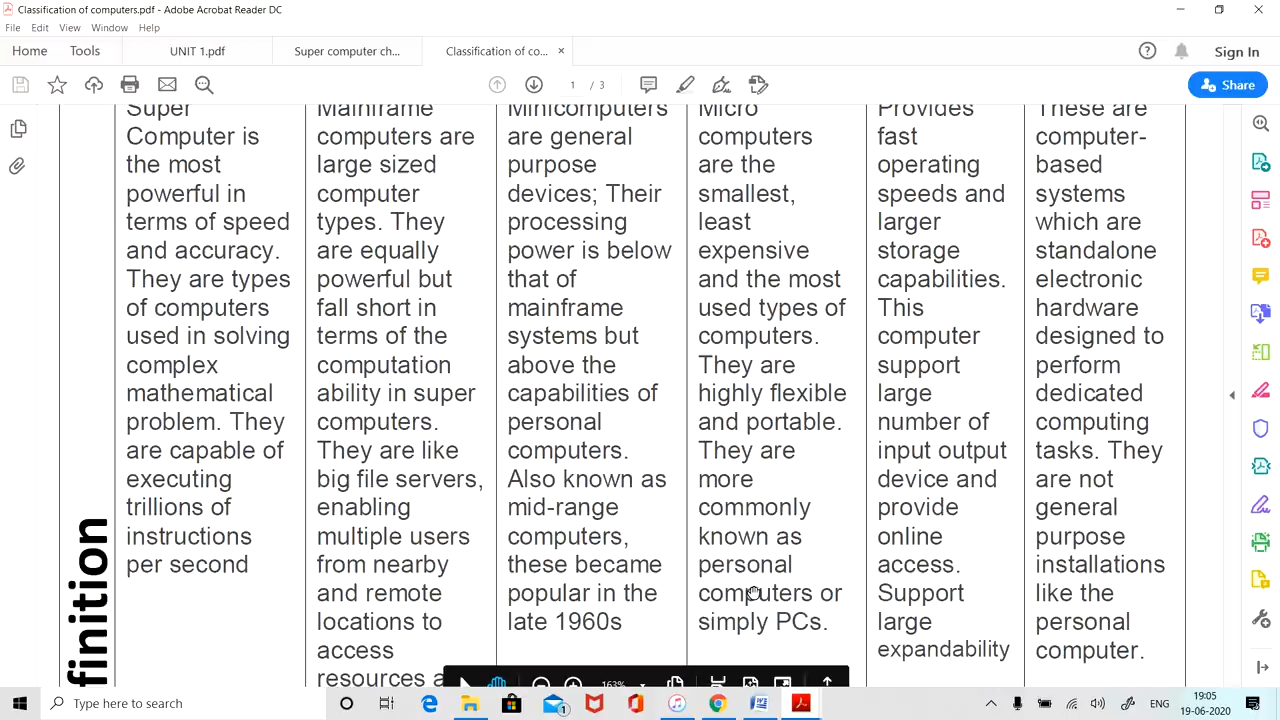 Classification of computers.pdf - Adobe Acrobat Reader DC
File Edit View Window Help
Home Tools UNIT 1.pdf Super computer ch... Classification of co... × Sign In
1 / 3 Share
Super
Computer is
the most
powerful in
terms of speed
and accuracy.
They are types
of computers
used in solving
complex
mathematical
problem. They
are capable of
executing
trillions of
instructions
per second
Mainframe
computers are
large sized
computer
types. They
are equally
powerful but
fall short in
terms of the
computation
ability in super
computers.
They are like
big file servers,
enabling
multiple users
from nearby
and remote
locations to
access
resources
Minicomputers
are general
purpose
devices; Their
processing
power is below
that of
mainframe
systems but
above the
capabilities of
personal
computers.
Also known as
mid-range
computers,
these became
popular in the
late 1960s
Micro
computers
are the
smallest,
least
expensive
and the most
used types of
computers.
They are
highly flexible
and portable.
They are
more
commonly
known as
personal
computers or
simply PCs.
Provides
fast
operating
speeds and
larger
storage
capabilities.
This
computer
support
large
number of
input output
device and
provide
online
access.
Support
large
expandability
These are
computer-
based
systems
which are
standalone
electronic
hardware
designed to
perform
dedicated
computing
tasks. They
are not
general
purpose
installations
like the
personal
computer.
finition
163%
Type here to search
1
ENG
19:05
19-06-2020